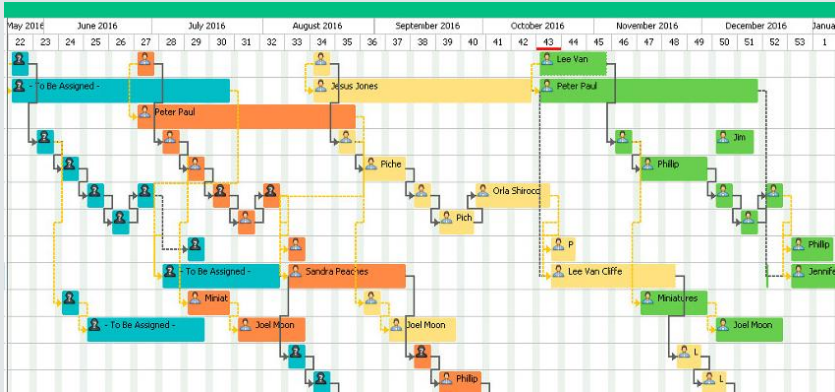 May 2016 June 2016 July 2016 August 2016 September 2016 October 2016 November 2016 December 2016 Janua
22 23 24 25 26 27 28 29 30 31 32 33 34 35 36 37 38 39 40 41 42 43 44 45 46 47 48 49 50 51 52 53 1
Lee Van
- To Be Assigned - Jesus Jones Peter Paul
Peter Paul
Jim
Piche Phillip
Orla Shirocc
Pich
P Phillip
- To Be Assigned - Sandra Peaches Lee Van Cliffe Jennife
Miniat Miniatures
- To Be Assigned - Joel Moon Joel Moon Joel Moon
L
Phillip L